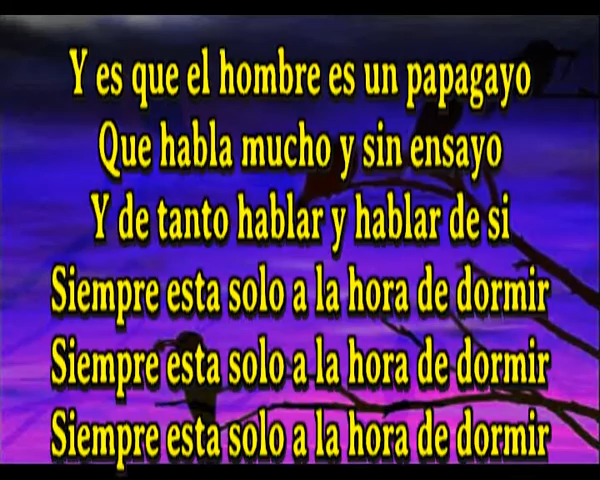 Y es que el hombre es un papagayo
Que habla mucho y sin ensayo
Y de tanto hablar y hablar de si
Siempre esta solo a la hora de dormir
Siempre esta solo a la hora de dormir
Siempre esta solo a la hora de dormir